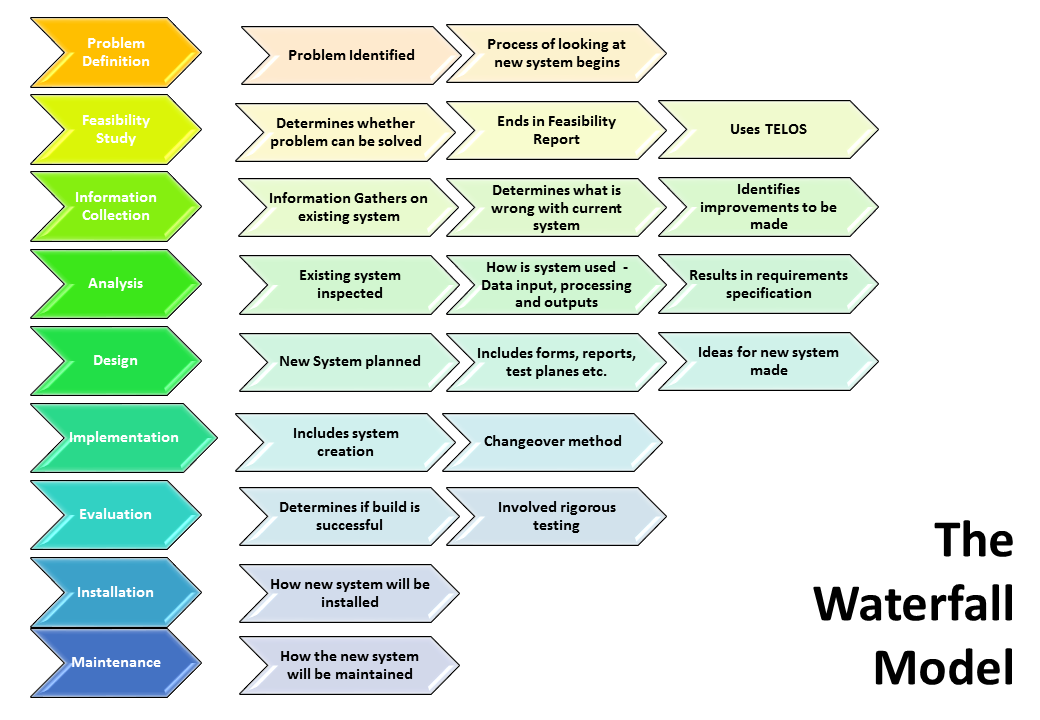 Problem
Definition
Problem Identified
Process of looking at
new system begins
Feasibility
Study
Determines whether
problem can be solved
Ends in Feasibility
Report
Uses TELOS
Information
Collection
Information Gathers on
existing system
Determines what is
wrong with current
system
Identifies
improvements to be
made
Analysis
Existing system
inspected
How is system used -
Data input, processing
and outputs
Results in requirements
specification
Design
New System planned
Includes forms, reports,
test planes etc.
Ideas for new system
made
Implementation
Includes system
creation
Changeover method
Evaluation
Determines if build is
successful
Involved rigorous
testing
Installation
How new system will be
installed
Maintenance
How the new system
will be maintained
The
Waterfall
Model